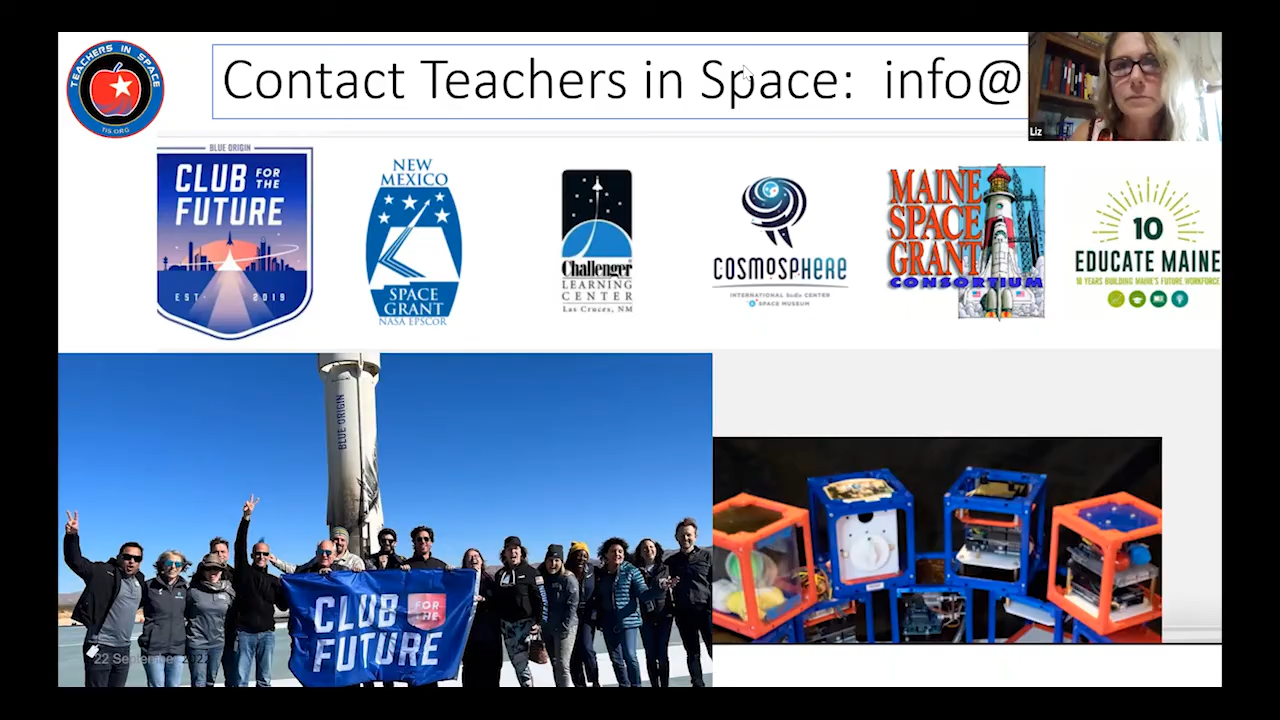 TEACHERS IN SPACE
TIS.ORG
Contact Teachers in Space: info@
Liz
BLUE ORIGIN
CLUB FOR THE
FUTURE
EST. 2019
NEW
MEXICO
SPACE
GRANT
NASA EPSCoR
Challenger
LEARNING
CENTER
Las Cruces, NM
COSMOSPHERE
INTERNATIONAL SciEd CENTER
& SPACE MUSEUM
MAINE
SPACE
GRANT
CONSORTIUM
10
EDUCATE MAINE
10 YEARS BUILDING MAINE'S FUTURE WORKFORCE
BLUE ORIGIN
CLUB FOR THE
FUTURE
22 September